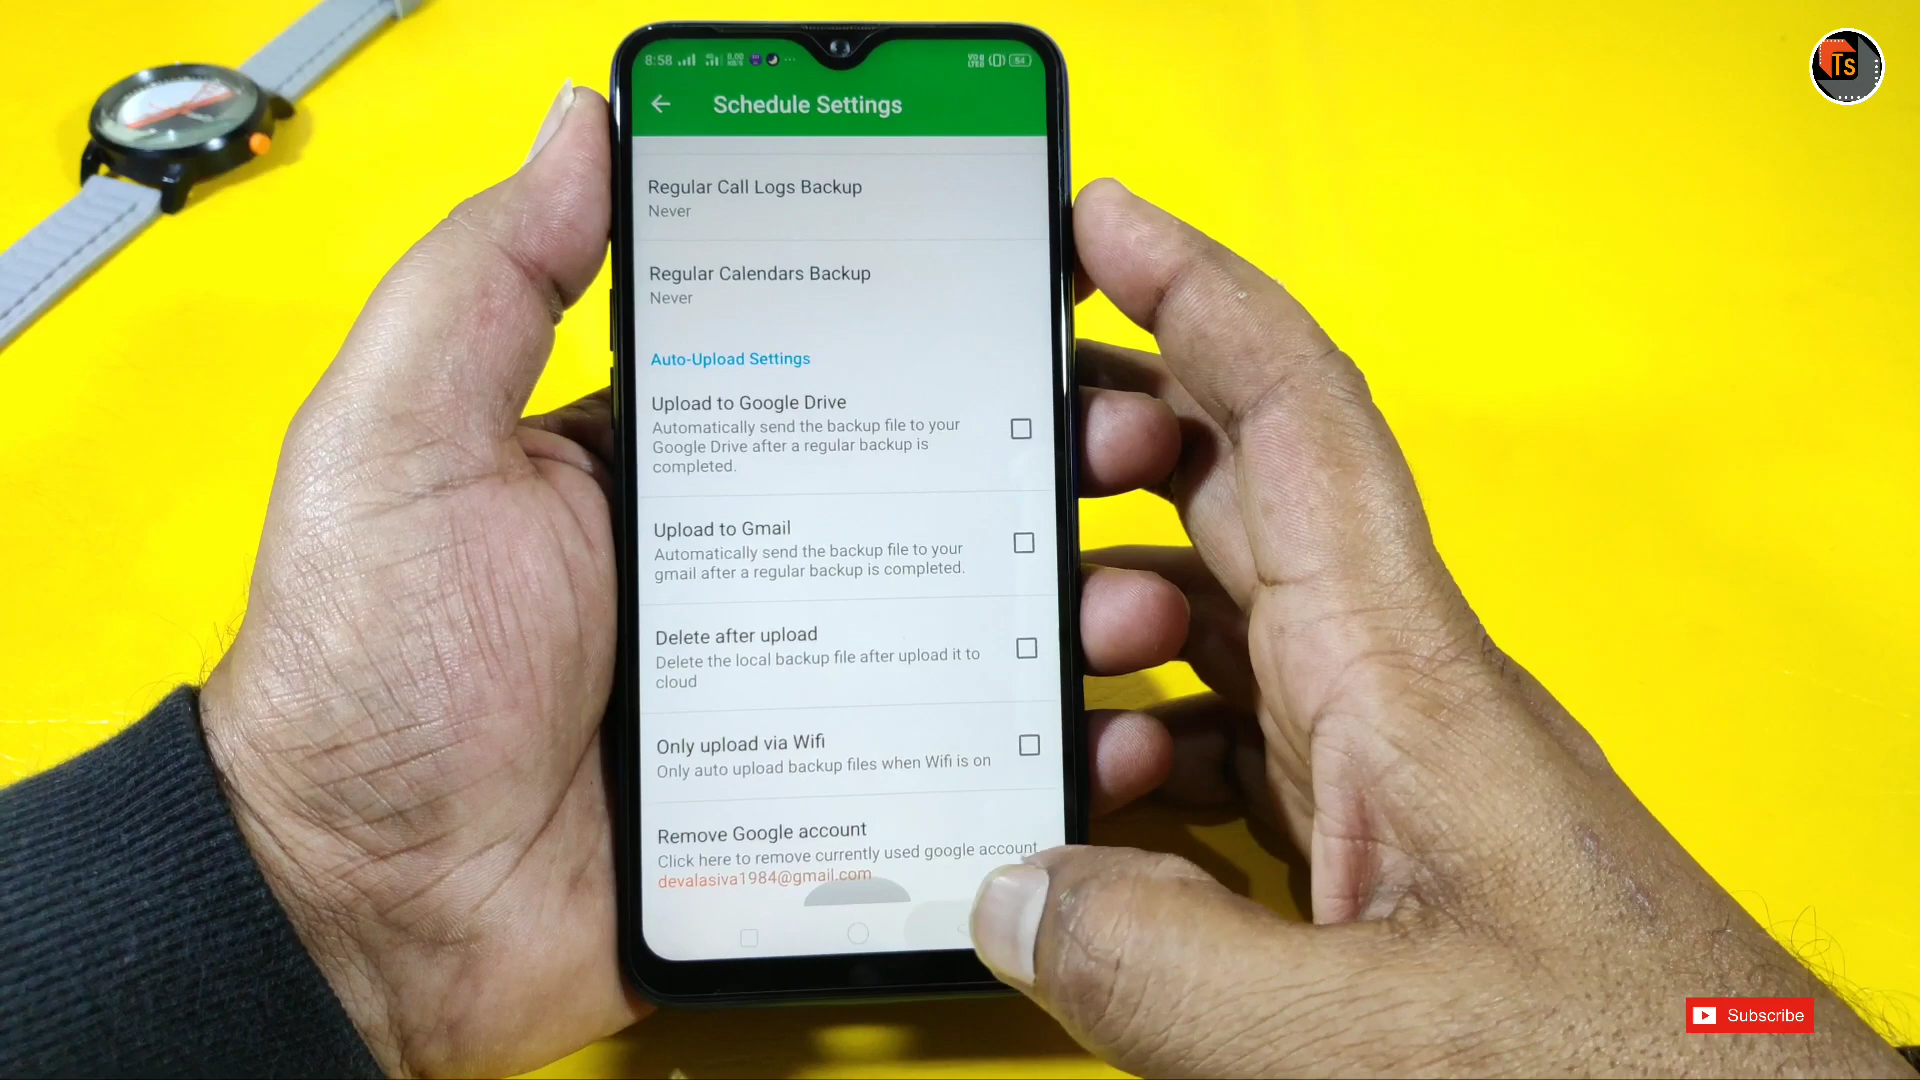 8:58
0.00
KB/S
54
Ts
Schedule Settings
Regular Call Logs Backup
Never
Regular Calendars Backup
Never
Auto-Upload Settings
Upload to Google Drive
Automatically send the backup file to your
Google Drive after a regular backup is
completed.
Upload to Gmail
Automatically send the backup file to your
gmail after a regular backup is completed.
Delete after upload
Delete the local backup file after upload it to
cloud
Only upload via Wifi
Only auto upload backup files when Wifi is on
Remove Google account
Click here to remove currently used google account
devalasiva1984@gmail.com
Subscribe